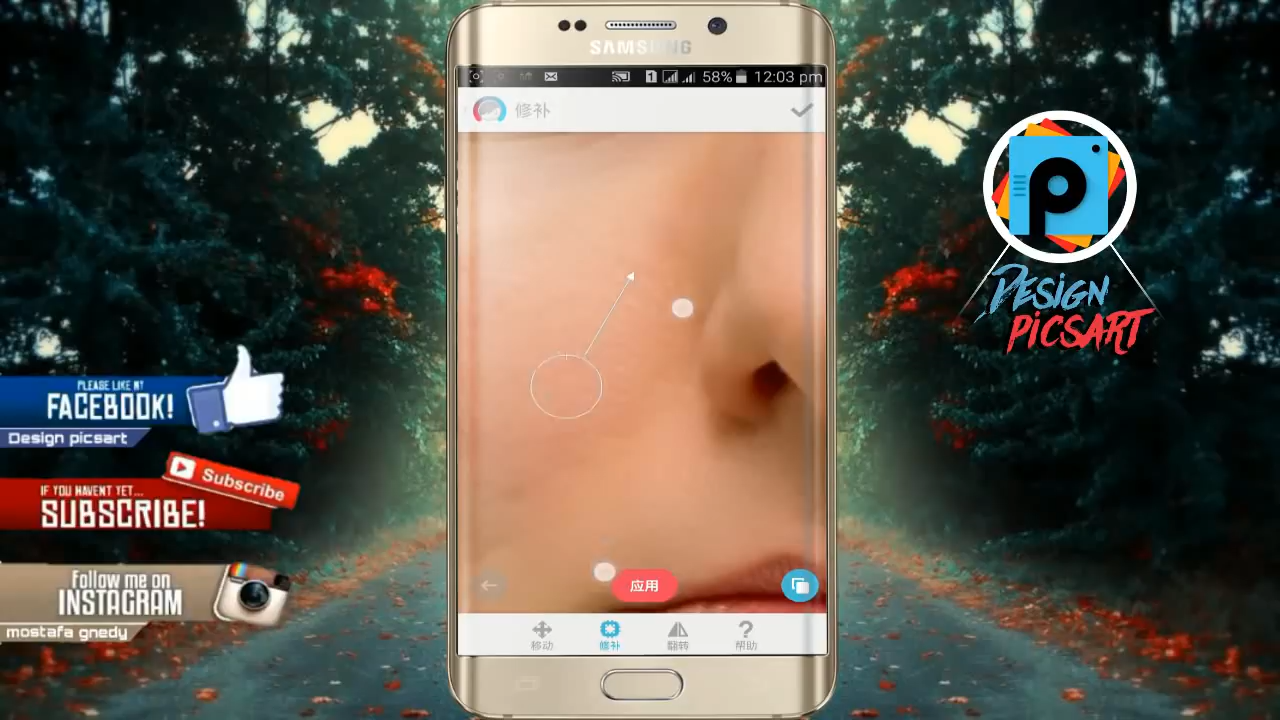 SAMSUNG
1
58%
12:03 pm
修补
应用
移动
修补
翻转
帮助
PLEASE LIKE MY
FACEBOOK!
Design picsart
Subscribe
IF YOU HAVENT YET...
SUBSCRIBE!
Follow me on
INSTAGRAM
mostafa gnedy
P
DESIGN
PICSART